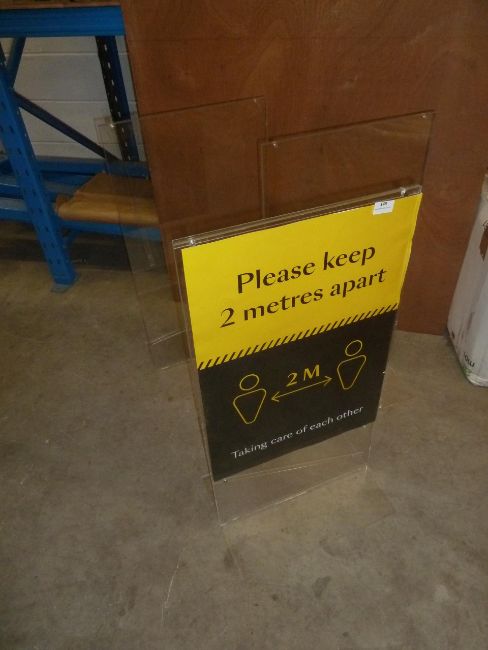 Please keep
2 metres apart
2 M
Taking care of each other